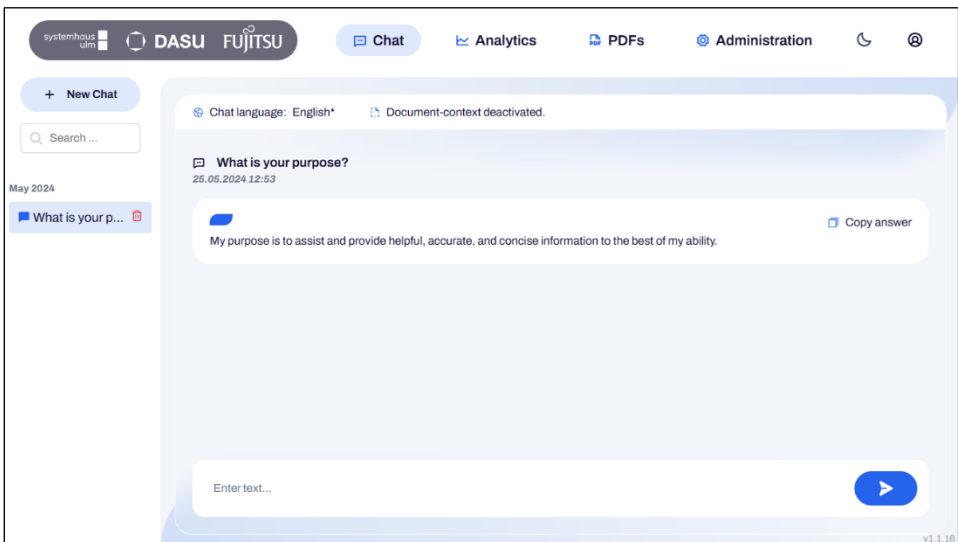 systemhaus
ulm
DASU
FUJITSU
Chat
Analytics
PDFs
Administration
+ New Chat
Search ...
May 2024
What is your p...
Chat language: English*
Document-context deactivated.
What is your purpose?
25.05.2024 12:53
Copy answer
My purpose is to assist and provide helpful, accurate, and concise information to the best of my ability.
Enter text...
v1.1.16